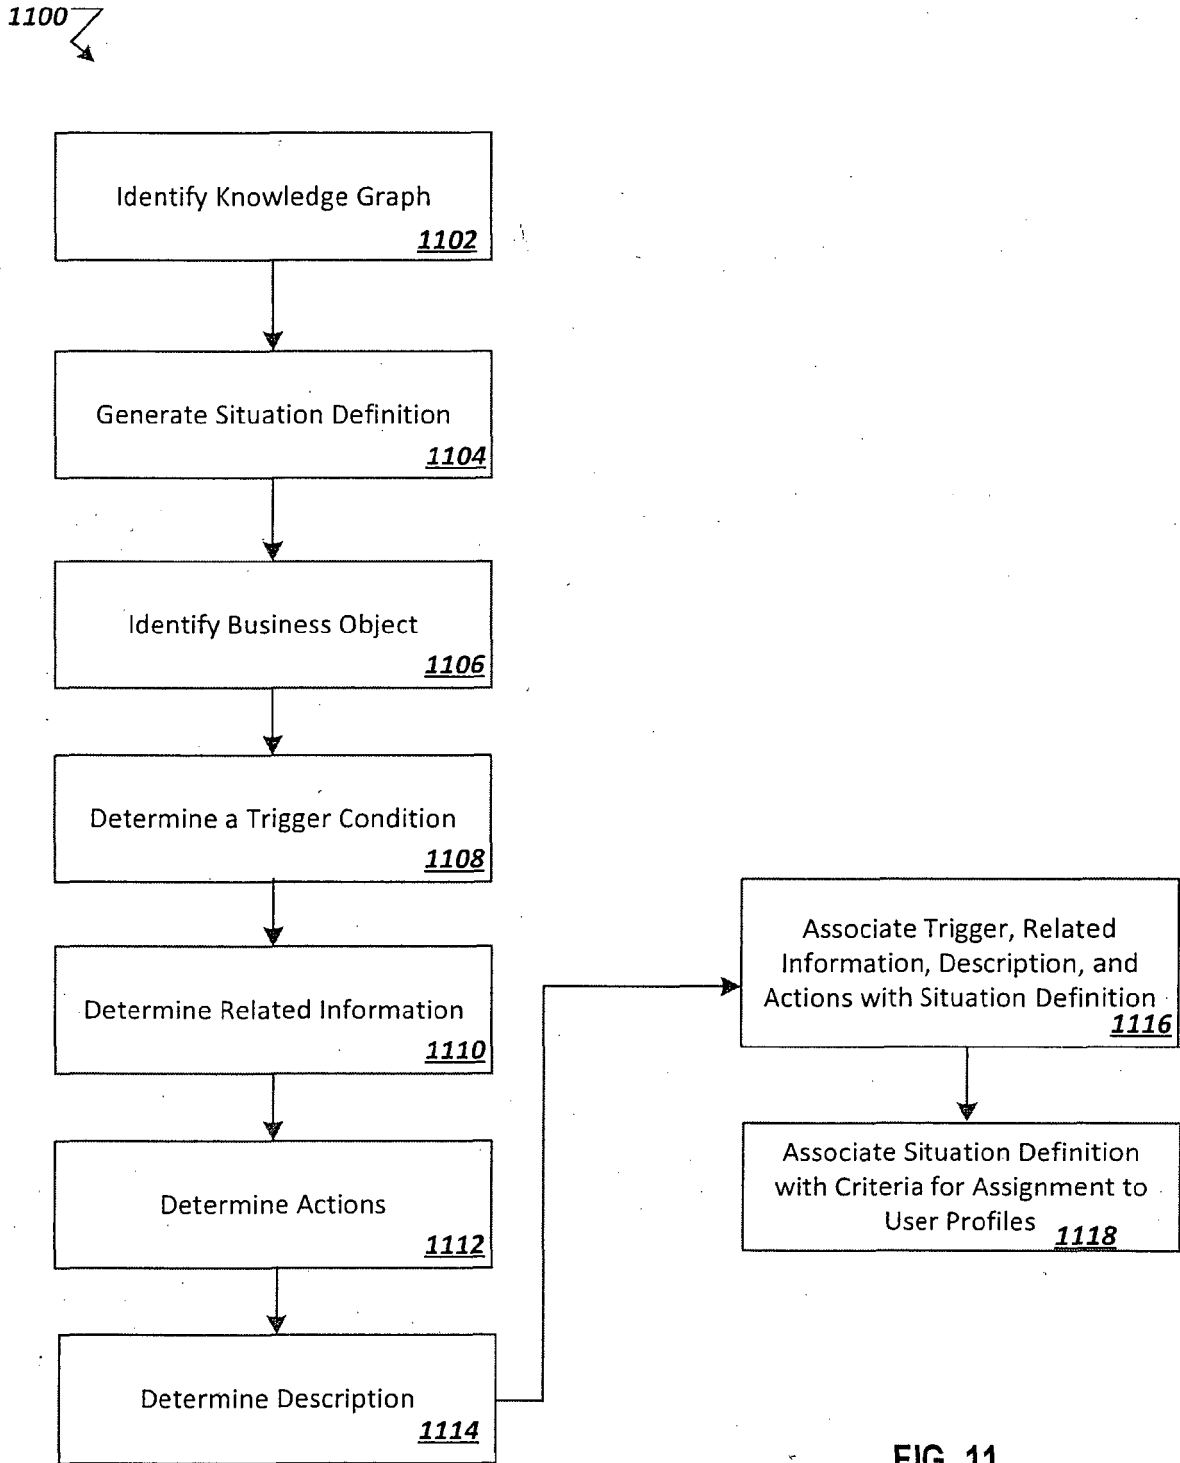 1100
Identify Knowledge Graph
1102
Generate Situation Definition
1104
Identify Business Object
1106
Determine a Trigger Condition
1108
Determine Related Information
1110
Determine Actions
1112
Determine Description
1114
Associate Trigger, Related
Information, Description, and
Actions with Situation Definition
1116
Associate Situation Definition
with Criteria for Assignment to
User Profiles
1118
FIG. 11